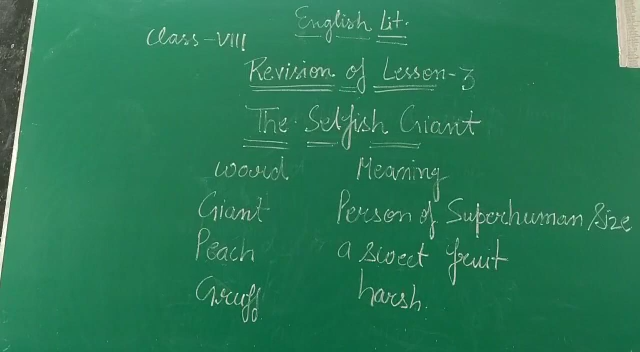 English Lit.
Class-VIII
Revision of Lesson-3
The Selfish Giant
Word Meaning
Giant Person of Superhuman Size
Peach a sweet fruit
Gruff harsh.